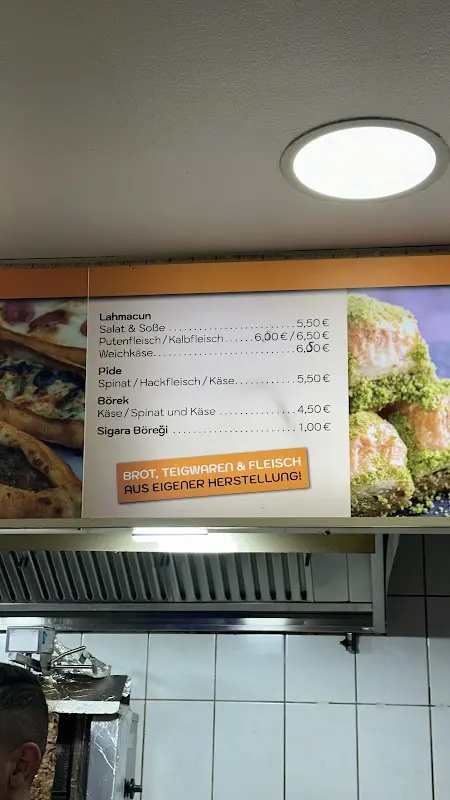 Lahmacun
Salat & Soße ........................ 5,50 €
Putenfleisch / Kalbfleisch ...... 6,00 € / 6,50 €
Weichkäse ........................... 6,50 €
Pide
Spinat / Hackfleisch / Käse ............ 5,50 €
Börek
Käse / Spinat und Käse ............... 4,50 €
Sigara Böreği ........................ 1,00 €
BROT, TEIGWAREN & FLEISCH
AUS EIGENER HERSTELLUNG!